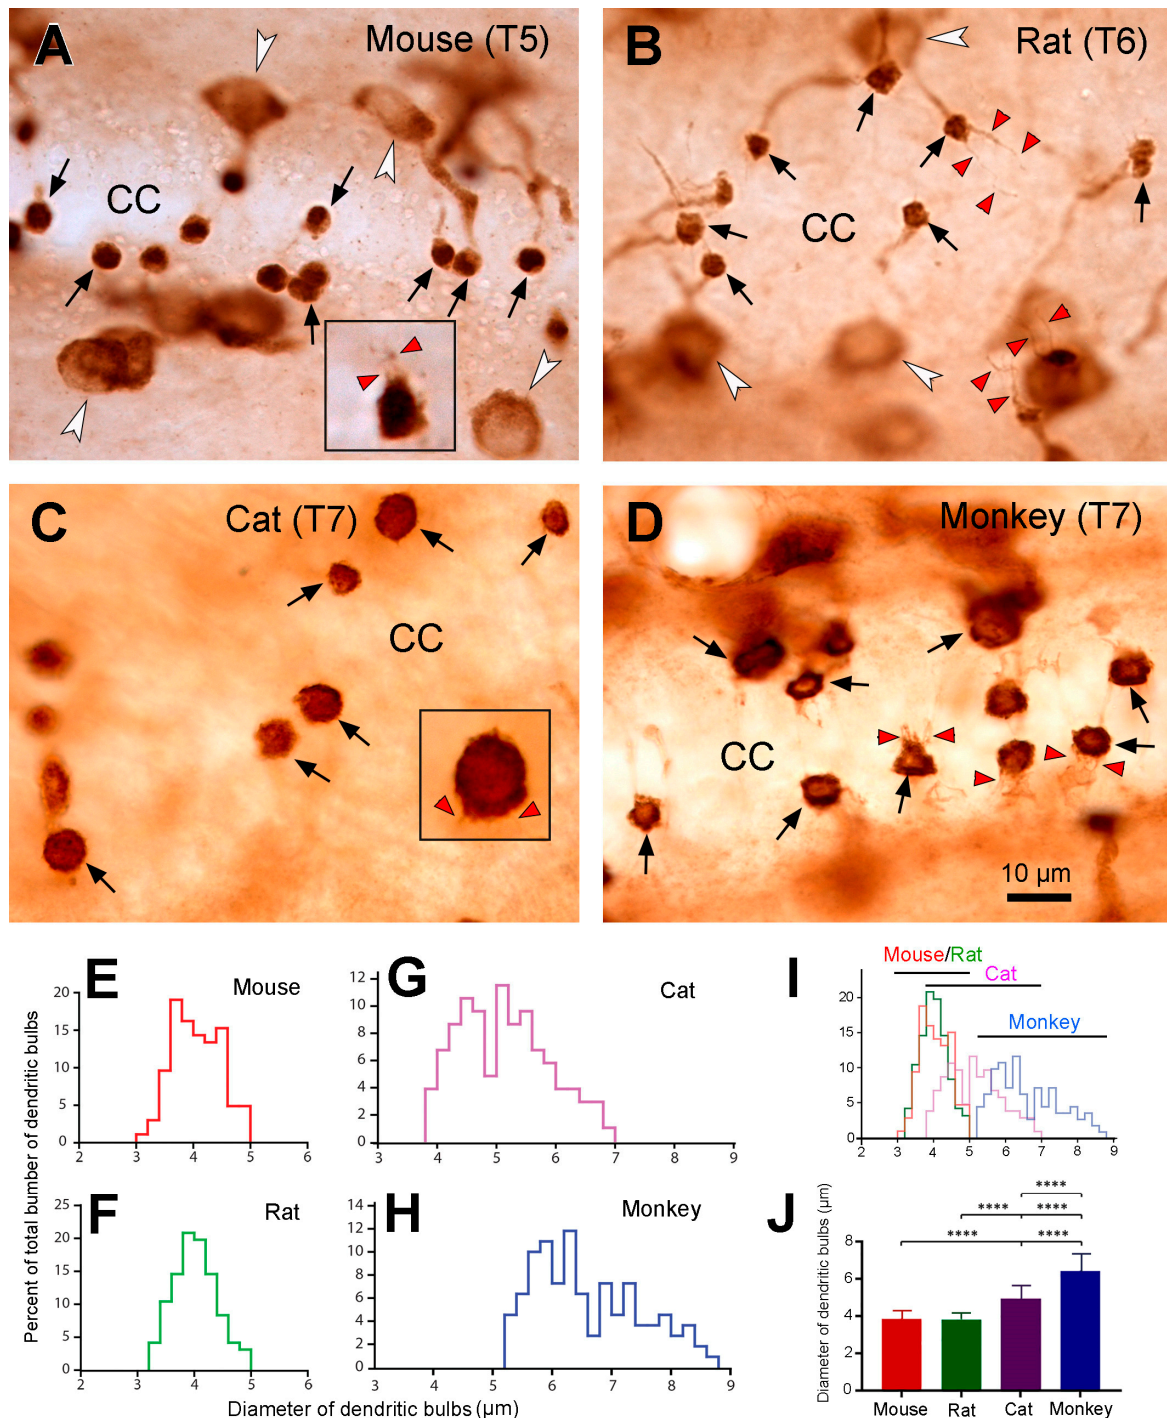 A
Mouse (T5)
CC
B
Rat (T6)
CC
C
Cat (T7)
CC
D
Monkey (T7)
CC
10 µm
Percent of total bumber of dendritic bulbs
E
Mouse
20
15
10
5
0
2 3 4 5 6
G
Cat
12
10
8
6
4
2
0
3 4 5 6 7 8 9
F
Rat
25
20
15
10
5
0
2 3 4 5 6
H
Monkey
14
12
10
8
6
4
2
0
3 4 5 6 7 8 9
Diameter of dendritic bulbs (µm)
I
Mouse/Rat
Cat
Monkey
20
15
10
5
0
2 3 4 5 6 7 8 9
J
Diameter of dendritic bulbs (µm)
****
**** ****
**** ****
8
6
4
2
0
Mouse Rat Cat Monkey